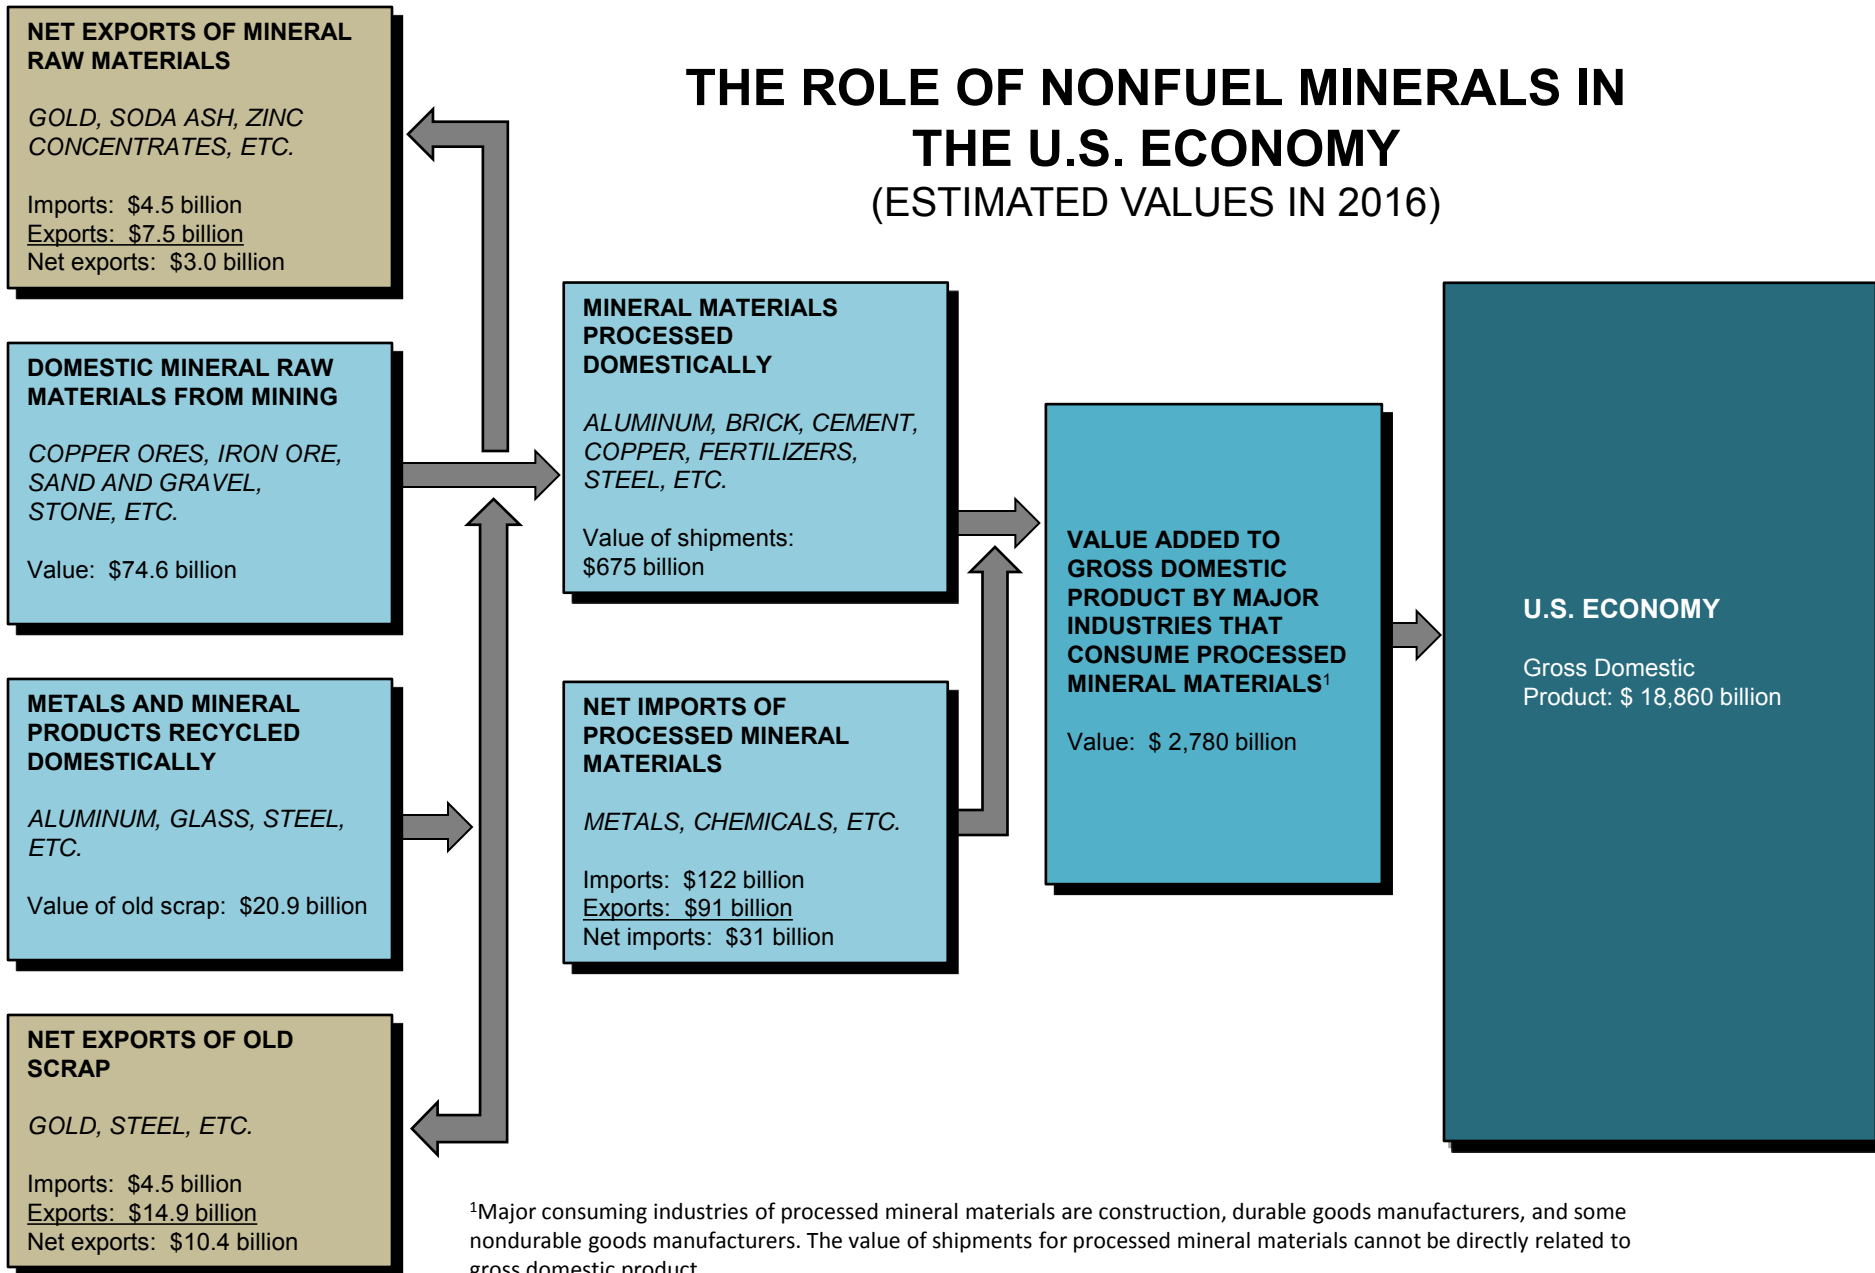 THE ROLE OF NONFUEL MINERALS IN
THE U.S. ECONOMY
(ESTIMATED VALUES IN 2016)
NET EXPORTS OF MINERAL
RAW MATERIALS
GOLD, SODA ASH, ZINC
CONCENTRATES, ETC.
Imports: $4.5 billion
Exports: $7.5 billion
Net exports: $3.0 billion
DOMESTIC MINERAL RAW
MATERIALS FROM MINING
COPPER ORES, IRON ORE,
SAND AND GRAVEL,
STONE, ETC.
Value: $74.6 billion
METALS AND MINERAL
PRODUCTS RECYCLED
DOMESTICALLY
ALUMINUM, GLASS, STEEL,
ETC.
Value of old scrap: $20.9 billion
NET EXPORTS OF OLD
SCRAP
GOLD, STEEL, ETC.
Imports: $4.5 billion
Exports: $14.9 billion
Net exports: $10.4 billion
MINERAL MATERIALS
PROCESSED
DOMESTICALLY
ALUMINUM, BRICK, CEMENT,
COPPER, FERTILIZERS,
STEEL, ETC.
Value of shipments:
$675 billion
NET IMPORTS OF
PROCESSED MINERAL
MATERIALS
METALS, CHEMICALS, ETC.
Imports: $122 billion
Exports: $91 billion
Net imports: $31 billion
VALUE ADDED TO
GROSS DOMESTIC
PRODUCT BY MAJOR
INDUSTRIES THAT
CONSUME PROCESSED
MINERAL MATERIALS¹
Value: $ 2,780 billion
U.S. ECONOMY
Gross Domestic
Product: $ 18,860 billion
¹Major consuming industries of processed mineral materials are construction, durable goods manufacturers, and some
nondurable goods manufacturers. The value of shipments for processed mineral materials cannot be directly related to
gross domestic product